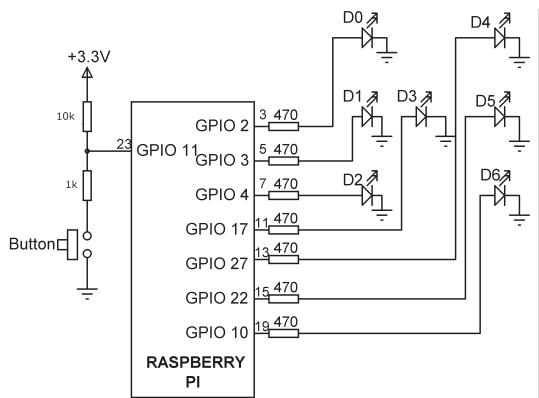 D0
D4
+3.3V
10k
23
GPIO 11
1k
Button
GPIO 2
3 470
D1
D3
D5
GPIO 3
5 470
GPIO 4
7 470
D2
D6
GPIO 17
11 470
GPIO 27
13 470
GPIO 22
15 470
GPIO 10
19 470
RASPBERRY
PI